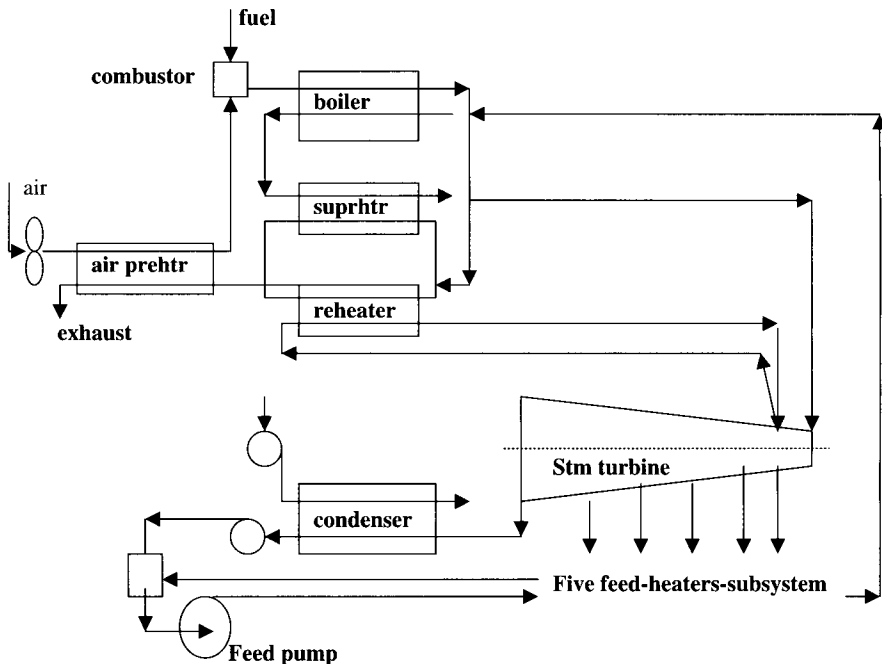 fuel
combustor
boiler
air
suprhtr
air prehtr
reheater
exhaust
Stm turbine
condenser
Five feed-heaters-subsystem
Feed pump